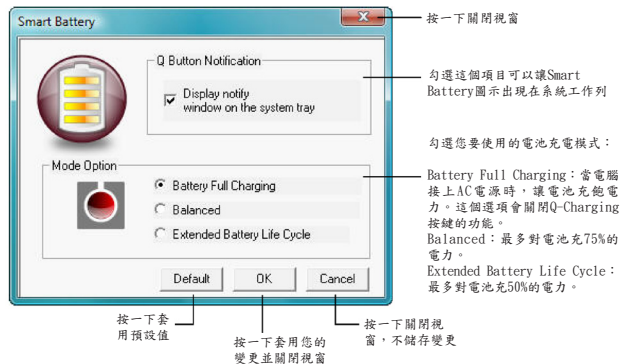 Smart Battery
按一下關閉視窗
Q Button Notification
Display notify
window on the system tray
勾選這個項目可以讓Smart
Battery圖示出現在系統工作列
勾選您要使用的電池充電模式：
Mode Option
Battery Full Charging
Balanced
Extended Battery Life Cycle
Battery Full Charging：當電腦
接上AC電源時，讓電池充飽電
力。這個選項會關閉Q-Charging
按鍵的功能。
Balanced：最多對電池充75%的
電力。
Extended Battery Life Cycle：
最多對電池充50%的電力。
Default
OK
Cancel
按一下套
用預設值
按一下套用您的
變更並關閉視窗
按一下關閉視
窗，不儲存變更